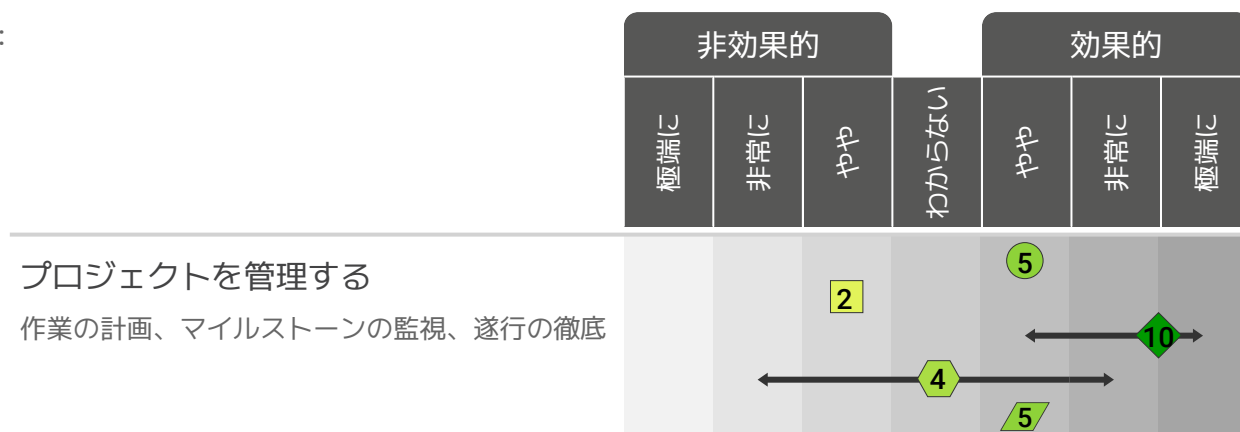 :
非効果的
効果的
極端に
非常に
やや
わからない
やや
非常に
極端に
プロジェクトを管理する
作業の計画、マイルストーンの監視、遂行の徹底
5
2
10
4
5